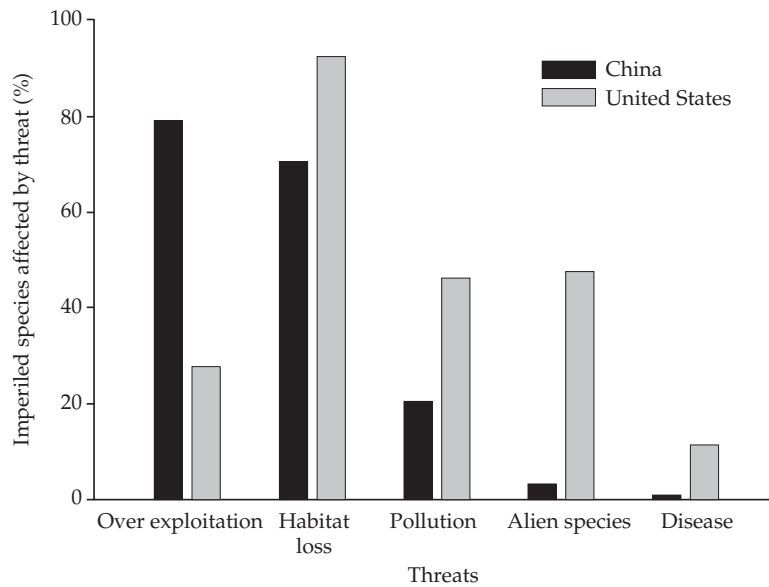 100
80
60
40
20
0
Imperiled species affected by threat (%)
China
United States
Over exploitation
Habitat
loss
Pollution
Alien species
Disease
Threats